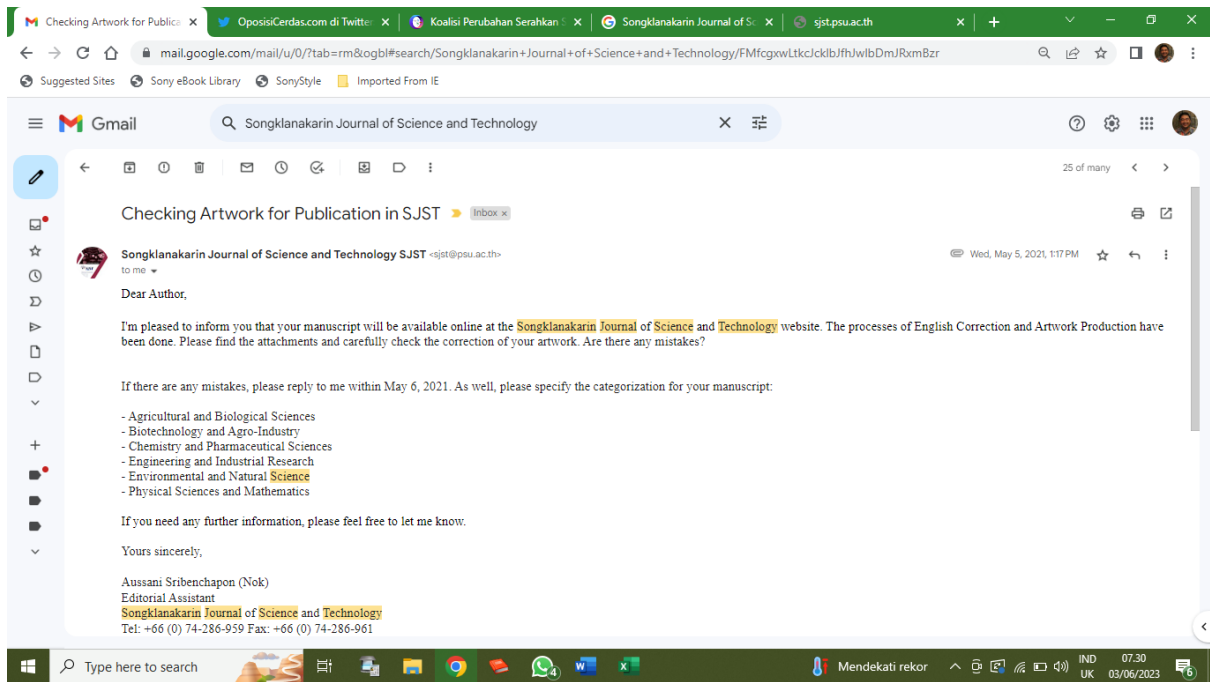 Checking Artwork for Publica
OposisiCerdas.com di Twitter
Koalisi Perubahan Serahkan S
Songklanakarin Journal of Sc
sjst.psu.ac.th
mail.google.com/mail/u/0/?tab=rm&ogbl#search/Songklanakarin+Journal+of+Science+and+Technology/FMfcgxwLtkcJcklbJfhJwlbDmJRxmBzr
Suggested Sites
Sony eBook Library
SonyStyle
Imported From IE
Gmail
Songklanakarin Journal of Science and Technology
25 of many
Checking Artwork for Publication in SJST
Inbox ×
Songklanakarin Journal of Science and Technology SJST <sjst@psu.ac.th>
Wed, May 5, 2021, 1:17 PM
to me
Dear Author,
I'm pleased to inform you that your manuscript will be available online at the Songklanakarin Journal of Science and Technology website. The processes of English Correction and Artwork Production have
been done. Please find the attachments and carefully check the correction of your artwork. Are there any mistakes?
If there are any mistakes, please reply to me within May 6, 2021. As well, please specify the categorization for your manuscript:
- Agricultural and Biological Sciences
- Biotechnology and Agro-Industry
- Chemistry and Pharmaceutical Sciences
- Engineering and Industrial Research
- Environmental and Natural Science
- Physical Sciences and Mathematics
If you need any further information, please feel free to let me know.
Yours sincerely,
Aussani Sribenchapon (Nok)
Editorial Assistant
Songklanakarin Journal of Science and Technology
Tel: +66 (0) 74-286-959 Fax: +66 (0) 74-286-961
Type here to search
4
Mendekati rekor
IND
UK
07.30
03/06/2023
6